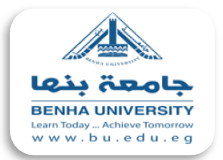 BENHA UNIVERSITY
جامعة بنها
BENHA UNIVERSITY
Learn Today ... Achieve Tomorrow
www.bu.edu.eg